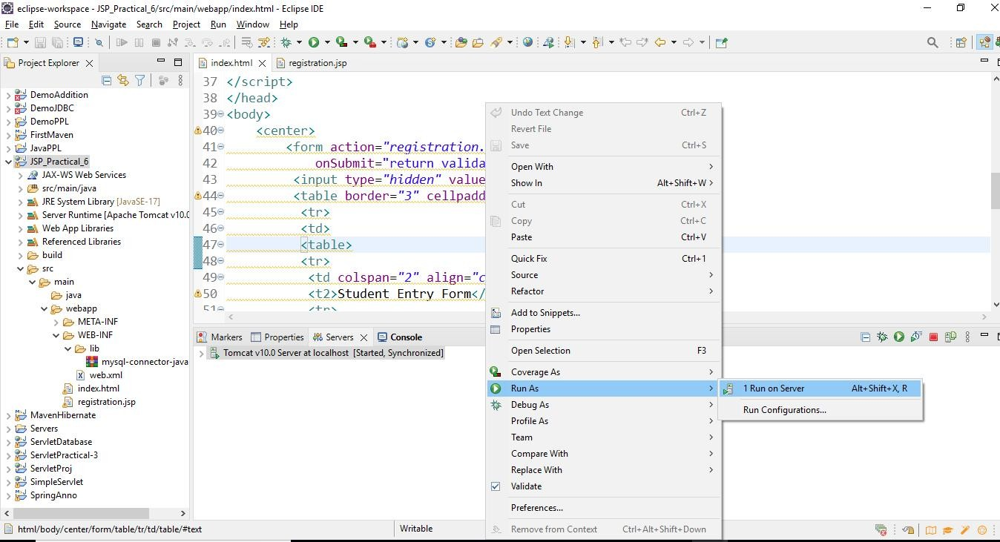 eclipse-workspace - JSP_Practical_6/src/main/webapp/index.html - Eclipse IDE
File Edit Source Navigate Search Project Run Window Help
Project Explorer
DemoAddition
DemoJDBC
DemoPPL
FirstMaven
JavaPPL
JSP_Practical_6
JAX-WS Web Services
src/main/java
JRE System Library [JavaSE-17]
Server Runtime [Apache Tomcat v10.0
Web App Libraries
Referenced Libraries
build
src
main
java
webapp
META-INF
WEB-INF
lib
mysql-connector-java
web.xml
index.html
registration.jsp
MavenHibernate
Servers
ServletDatabase
ServletPractical-3
ServletProj
SimpleServlet
SpringAnno
index.html registration.jsp
37 </script>
38 </head>
39 <body>
40 <center>
41 <form action="registration.
42 onSubmit="return valida
43 <input type="hidden" value
44 <table border="3" cellpadd
45 <tr>
46 <td>
47 <table>
48 <tr>
49 <td colspan="2" align="c
50 <t2>Student Entry Form</
51 <tr>
Markers Properties Servers Console
Tomcat v10.0 Server at localhost [Started, Synchronized]
Undo Text Change Ctrl+Z
Revert File
Save Ctrl+S
Open With
Show In Alt+Shift+W
Cut Ctrl+X
Copy Ctrl+C
Paste Ctrl+V
Quick Fix Ctrl+1
Source
Refactor
Add to Snippets...
Properties
Open Selection F3
Coverage As
Run As
Debug As
Profile As
Team
Compare With
Replace With
Validate
Preferences...
Remove from Context Ctrl+Alt+Shift+Down
1 Run on Server Alt+Shift+X, R
Run Configurations...
html/body/center/form/table/tr/td/table/#text Writable